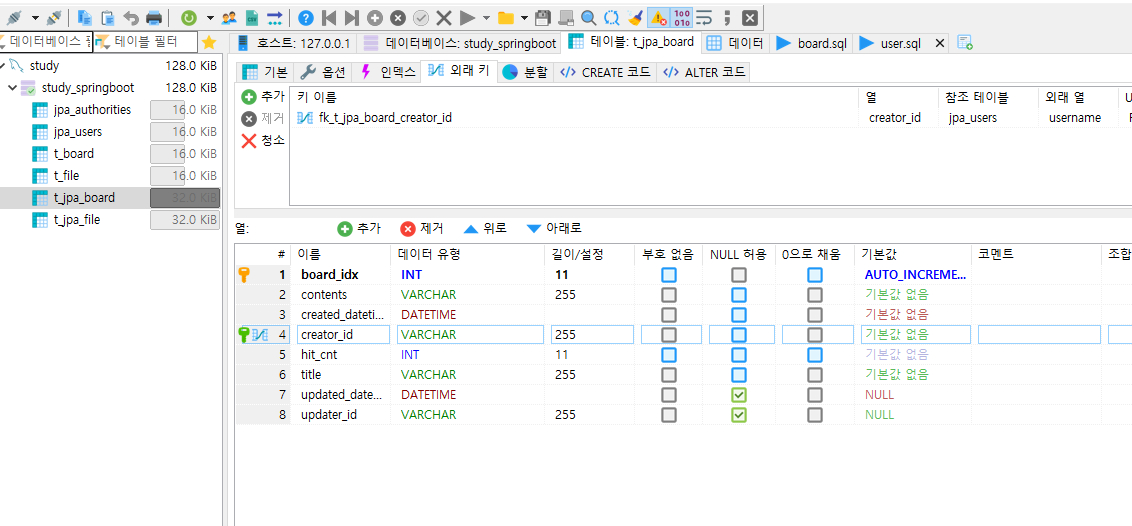 데이터베이스 필 테이블 필터 호스트: 127.0.0.1 데이터베이스: study_springboot 테이블: t_jpa_board 데이터 board.sql user.sql
study 128.0 KiB
study_springboot 128.0 KiB
jpa_authorities 16.0 KiB
jpa_users 16.0 KiB
t_board 16.0 KiB
t_file 16.0 KiB
t_jpa_board 32.0 KiB
t_jpa_file 32.0 KiB
기본 옵션 인덱스 외래 키 분할 CREATE 코드 ALTER 코드
추가
제거
청소
키 이름 열 참조 테이블 외래 열 U
fk_t_jpa_board_creator_id creator_id jpa_users username
열: 추가 제거 위로 아래로
# 이름 데이터 유형 길이/설정 부호 없음 NULL 허용 0으로 채움 기본값 코멘트 조합
1 board_idx INT 11 AUTO_INCREME...
2 contents VARCHAR 255 기본값 없음
3 created_dateti... DATETIME 기본값 없음
4 creator_id VARCHAR 255 기본값 없음
5 hit_cnt INT 11 기본값 없음
6 title VARCHAR 255 기본값 없음
7 updated_date... DATETIME NULL
8 updater_id VARCHAR 255 NULL